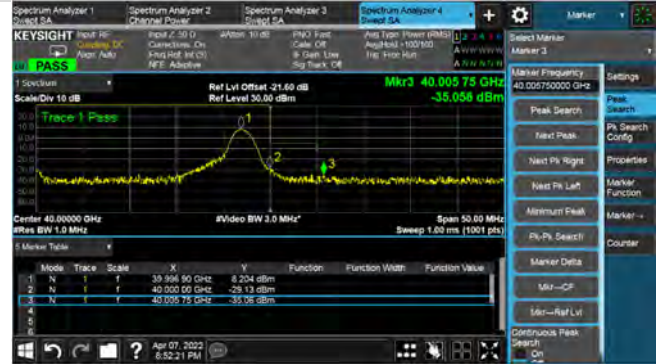 Spectrum Analyzer 1
Swept SA
Spectrum Analyzer 2
Channel Power
Spectrum Analyzer 3
Swept SA
Spectrum Analyzer 4
Swept SA
Marker
KEYSIGHT
Input: RF
Coupling: DC
Align: Auto
Input Z: 50 Ω
Corrections: On
Freq Ref: Int (S)
NFE: Adaptive
#Atten: 10 dB
PNO: Fast
Gate: Off
IF Gain: Low
Sig Track: Off
Avg Type: Power (RMS)
Avg|Hold: >100/100
Trig: Free Run
PASS
Select Marker
Marker 3
Marker Frequency
40.005750000 GHz
Settings
Peak Search
Next Peak
Next Pk Right
Next Pk Left
Minimum Peak
Pk-Pk Search
Marker Delta
Mkr→CF
Mkr→Ref Lvl
Continuous Peak
Search
On
Off
Peak
Search
Pk Search
Config
Properties
Marker
Function
Marker→
Counter
1 Spectrum
Scale/Div 10 dB
Ref Lvl Offset -21.60 dB
Ref Level 30.00 dBm
Mkr3 40.005 75 GHz
-35.056 dBm
Trace 1 Pass
1
2
3
Center 40.00000 GHz
#Res BW 1.0 MHz
#Video BW 3.0 MHz*
Span 50.00 MHz
Sweep 1.00 ms (1001 pts)
5 Marker Table
Mode Trace Scale X Y Function Function Width Function Value
1 N 1 f 39.996 90 GHz 8.204 dBm
2 N 1 f 40.000 00 GHz -29.13 dBm
3 N 1 f 40.005 75 GHz -35.06 dBm
4
5
6
Apr 07, 2022
8:52:21 PM